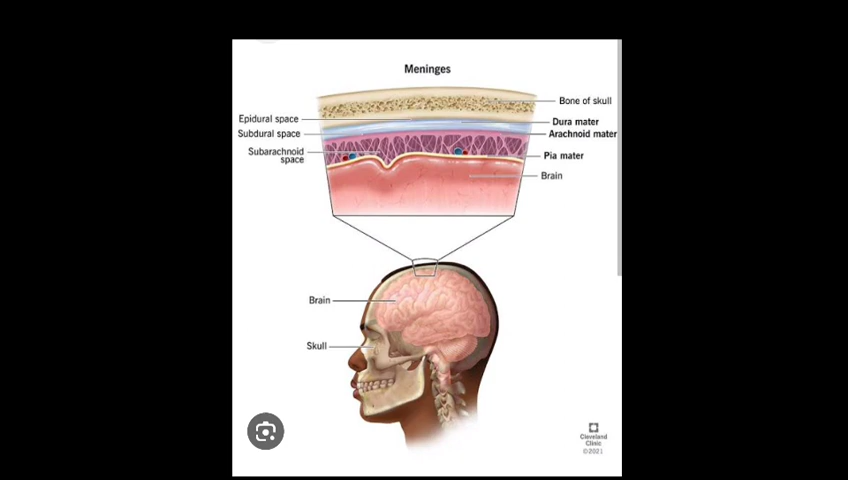 Meninges
Bone of skull
Epidural space
Dura mater
Subdural space
Arachnoid mater
Subarachnoid
space
Pia mater
Brain
Brain
Skull
Cleveland
Clinic
©2021